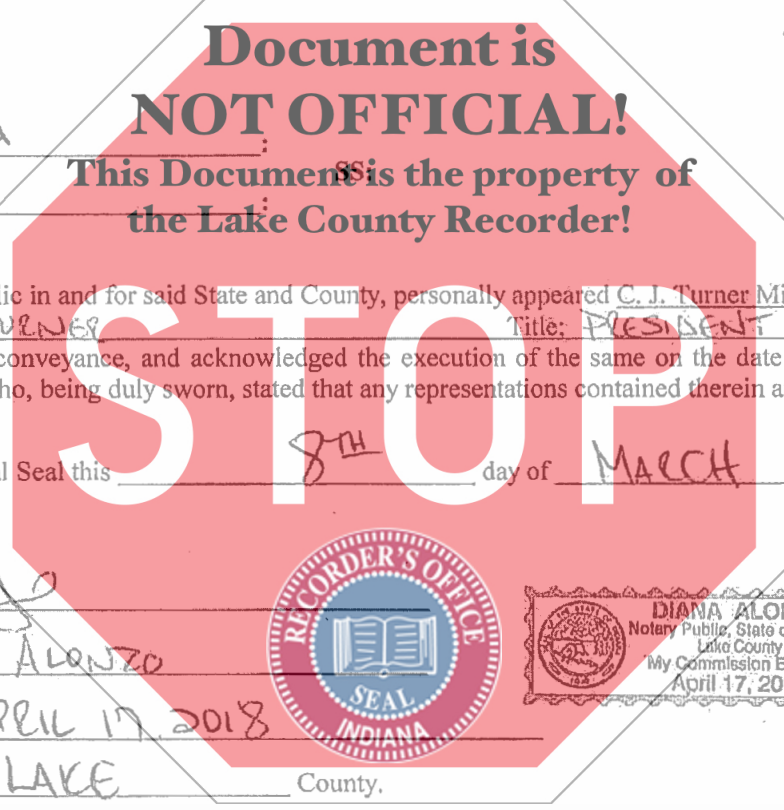 Document is
NOT OFFICIAL!
This Document is the property of
SS:
the Lake County Recorder!
STOP
lic in and for said State and County, personally appeared C. J. Turner Mi
URNER Title: PRESIDENT
conveyance, and acknowledged the execution of the same on the date
ho, being duly sworn, stated that any representations contained therein a
l Seal this 8TH day of MARCH
RECORDER'S OFFICE
SEAL
INDIANA
DIANA ALO
Notary Public, State o
Lake County
My Commission E
April 17, 20
ALONZO
PRIL 17, 2018
LAKE County.